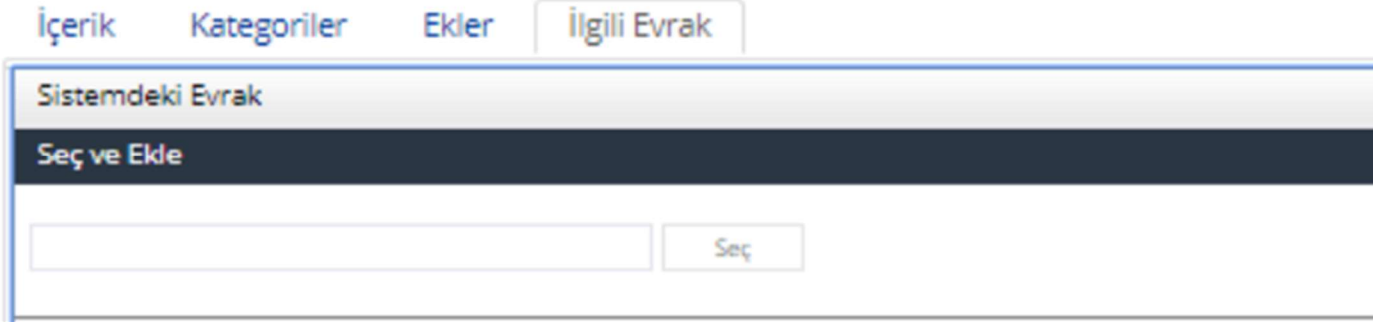 İçerik Kategoriler Ekler İlgili Evrak
Sistemdeki Evrak
Seç ve Ekle
Seç